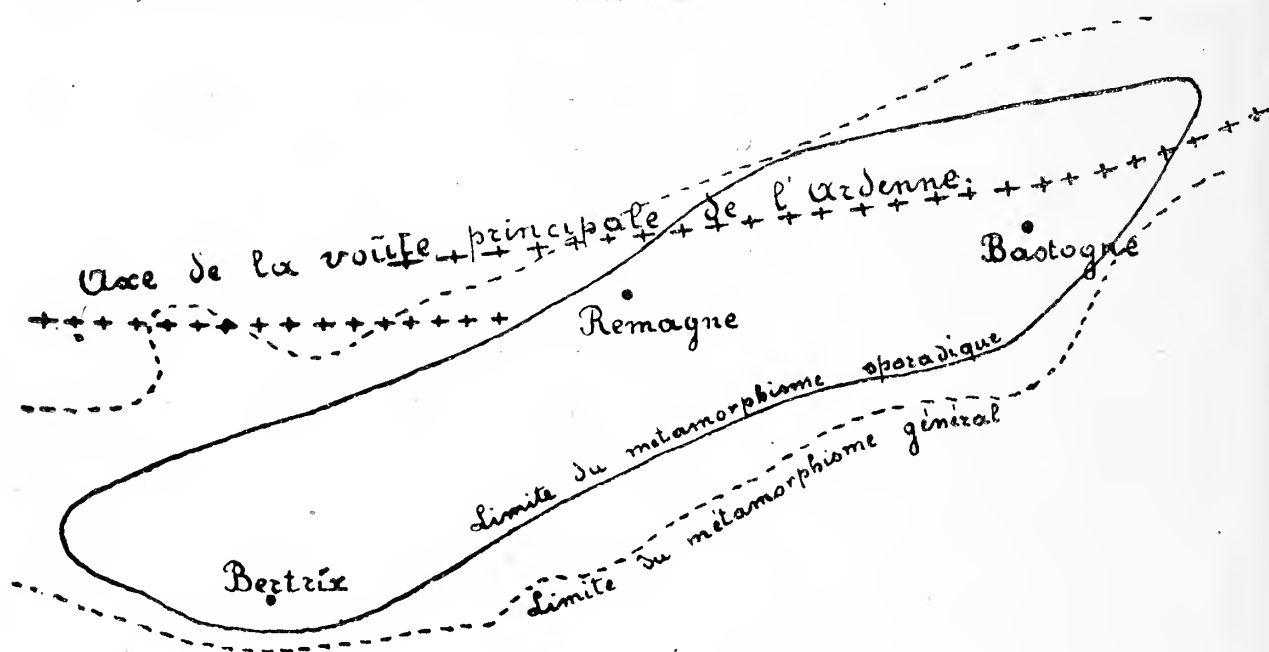 Axe de la voûte principale de l'Ardenne.
Bastogne
Remagne
Limite du métamorphisme sporadique
Limite du métamorphisme général
Bertrix